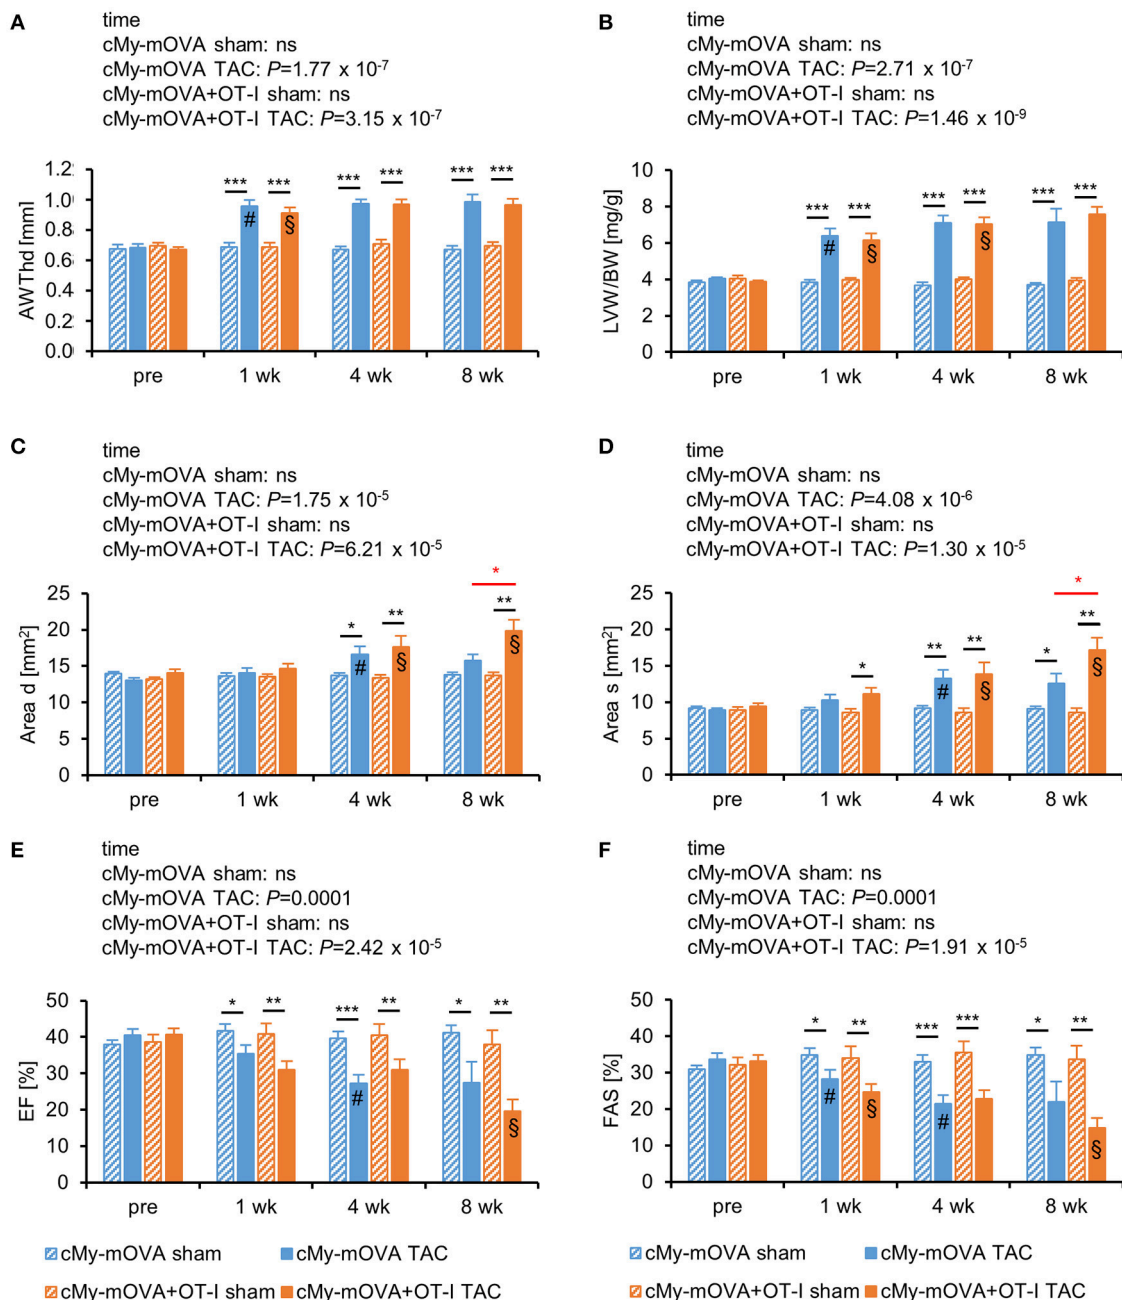 A
time
cMy-mOVA sham: ns
cMy-mOVA TAC: P=1.77 x 10-7
cMy-mOVA+OT-I sham: ns
cMy-mOVA+OT-I TAC: P=3.15 x 10-7
AWThd [mm]
1.2
1.0
0.8
0.6
0.4
0.2
0.0
*** *** *** *** *** ***
# §
pre 1 wk 4 wk 8 wk
B
time
cMy-mOVA sham: ns
cMy-mOVA TAC: P=2.71 x 10-7
cMy-mOVA+OT-I sham: ns
cMy-mOVA+OT-I TAC: P=1.46 x 10-9
LVW/BW [mg/g]
10
8
6
4
2
0
*** *** *** *** *** ***
# § §
pre 1 wk 4 wk 8 wk
C
time
cMy-mOVA sham: ns
cMy-mOVA TAC: P=1.75 x 10-5
cMy-mOVA+OT-I sham: ns
cMy-mOVA+OT-I TAC: P=6.21 x 10-5
Area d [mm2]
25
20
15
10
5
0
*
* ** **
# § §
pre 1 wk 4 wk 8 wk
D
time
cMy-mOVA sham: ns
cMy-mOVA TAC: P=4.08 x 10-6
cMy-mOVA+OT-I sham: ns
cMy-mOVA+OT-I TAC: P=1.30 x 10-5
Area s [mm2]
25
20
15
10
5
0
*
* ** ** * **
# § §
pre 1 wk 4 wk 8 wk
E
time
cMy-mOVA sham: ns
cMy-mOVA TAC: P=0.0001
cMy-mOVA+OT-I sham: ns
cMy-mOVA+OT-I TAC: P=2.42 x 10-5
EF [%]
50
40
30
20
10
0
* ** *** ** * **
# §
pre 1 wk 4 wk 8 wk
cMy-mOVA sham cMy-mOVA TAC
cMy-mOVA+OT-I sham cMy-mOVA+OT-I TAC
F
time
cMy-mOVA sham: ns
cMy-mOVA TAC: P=0.0001
cMy-mOVA+OT-I sham: ns
cMy-mOVA+OT-I TAC: P=1.91 x 10-5
FAS [%]
50
40
30
20
10
0
* ** *** *** * **
# § # §
pre 1 wk 4 wk 8 wk
cMy-mOVA sham cMy-mOVA TAC
cMy-mOVA+OT-I sham cMy-mOVA+OT-I TAC